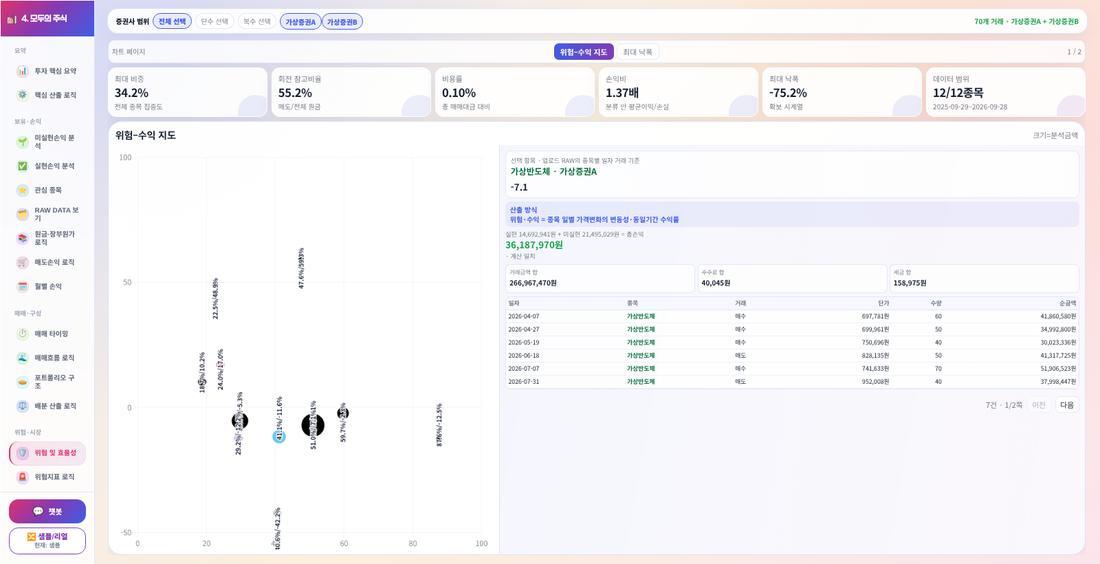 4. 모두의 주식
요약
투자 핵심 요약
핵심 산출 로직
보유·손익
미실현손익 분석
실현손익 분석
관심 종목
RAW DATA 보기
원금·장부원가 로직
매도손익 로직
월별 손익
매매·구성
매매 타이밍
매매흐름 로직
포트폴리오 구조
배분 산출 로직
위험·시장
위험 및 효율성
위험지표 로직
챗봇
샘플/리얼
현재: 샘플
증권사 범위 전체 선택 단수 선택 복수 선택 가상증권A 가상증권B
70개 거래 · 가상증권A + 가상증권B
차트 페이지 위험–수익 지도 최대 낙폭 1 / 2
최대 비중
34.2%
전체 종목 집중도
회전 참고비율
55.2%
매도/전체 원금
비용률
0.10%
총 매매대금 대비
손익비
1.37배
분류 안 평균이익/손실
최대 낙폭
-75.2%
확보 시계열
데이터 범위
12/12종목
2025-09-29~2026-09-28
위험–수익 지도
크기=분석금액
100
50
0
-50
0 20 60 80 100
22.5%/48.9%
24.0%/17.0%
41.1%/-11.6%
선택 항목 · 업로드 RAW의 종목별 일자 거래 기준
가상반도체 · 가상증권A
-7.1
산출 방식
위험·수익 = 종목 일별 가격변화의 변동성·동일기간 수익률
실현 14,692,941원 + 미실현 21,495,029원 = 총손익
36,187,970원
· 계산 일치
거래금액 합
266,967,470원
수수료 합
40,045원
세금 합
158,975원
일자 종목 거래 단가 수량 순금액
2026-04-07 가상반도체 매수 697,781원 60 41,860,580원
2026-04-27 가상반도체 매수 699,961원 50 34,992,800원
2026-05-19 가상반도체 매수 750,696원 40 30,023,336원
2026-06-18 가상반도체 매도 828,135원 50 41,317,725원
2026-07-07 가상반도체 매수 741,633원 70 51,906,523원
2026-07-31 가상반도체 매도 952,008원 40 37,998,447원
7건 · 1/2쪽 이전 다음